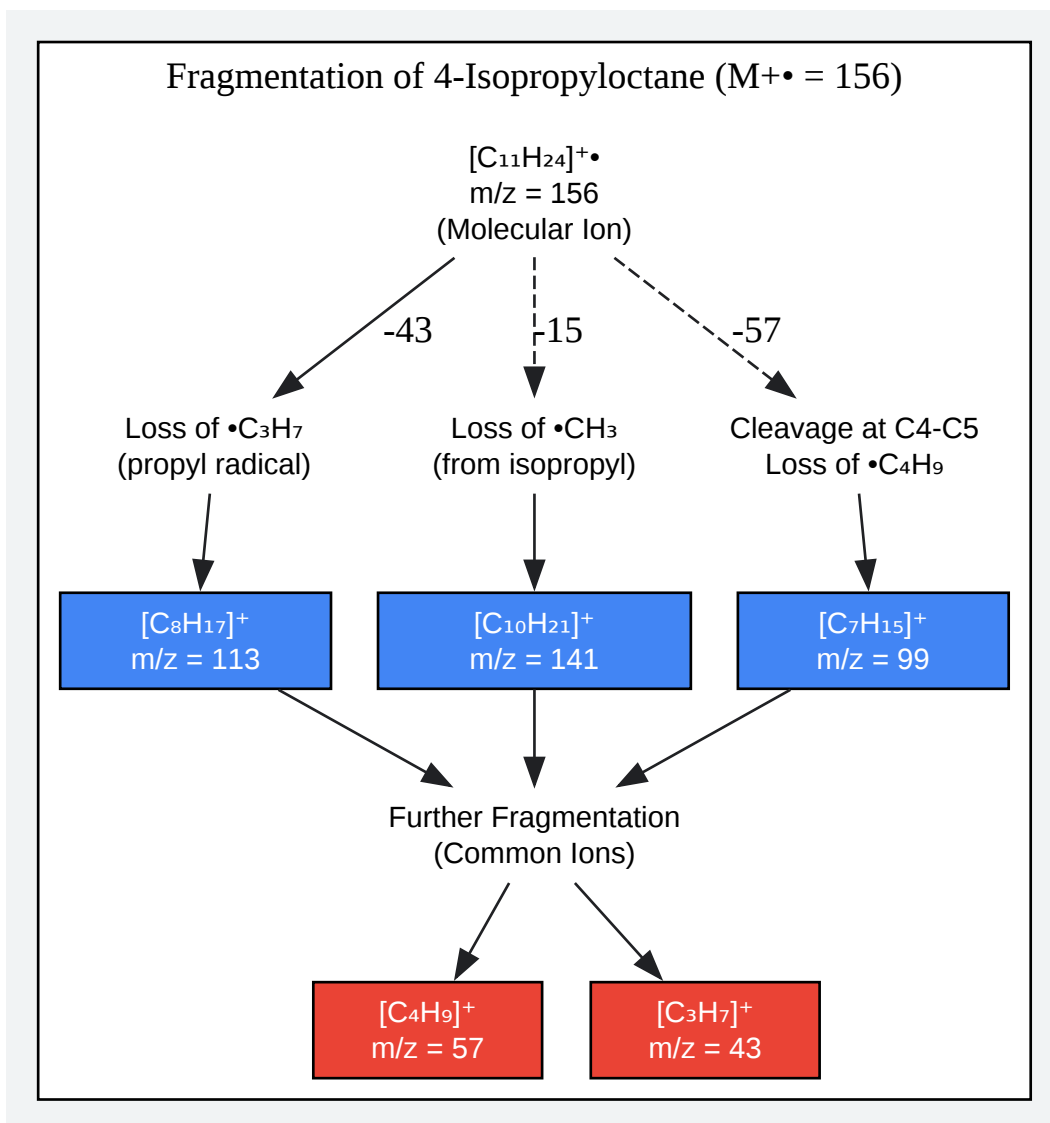 Fragmentation of 4-Isopropyloctane (M+• = 156)
[C₁₁H₂₄]⁺•
m/z = 156
(Molecular Ion)
-43
-15
-57
Loss of •C₃H₇
(propyl radical)
Loss of •CH₃
(from isopropyl)
Cleavage at C4-C5
Loss of •C₄H₉
[C₈H₁₇]⁺
m/z = 113
[C₁₀H₂₁]⁺
m/z = 141
[C₇H₁₅]⁺
m/z = 99
Further Fragmentation
(Common Ions)
[C₄H₉]⁺
m/z = 57
[C₃H₇]⁺
m/z = 43